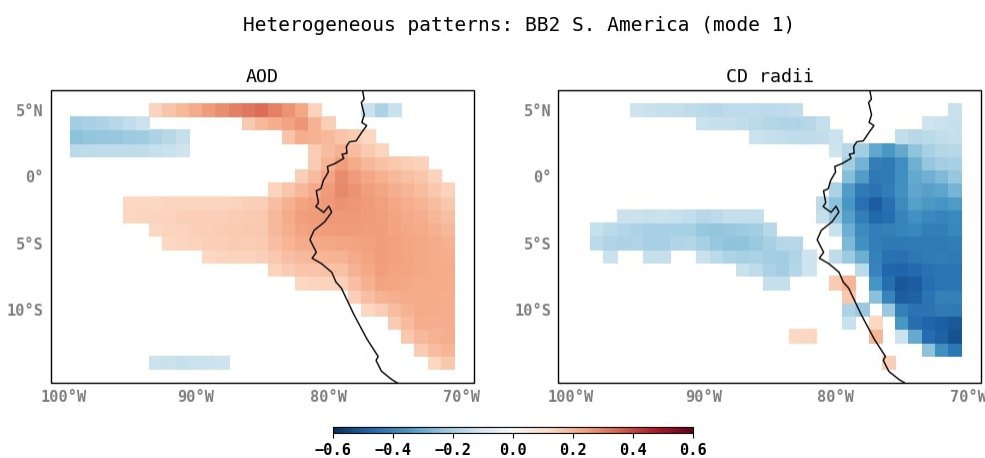 Heterogeneous patterns: BB2 S. America (mode 1)
AOD
CD radii
5°N
0°
5°S
10°S
100°W 90°W 80°W 70°W
5°N
0°
5°S
10°S
100°W 90°W 80°W 70°W
−0.6 −0.4 −0.2 0.0 0.2 0.4 0.6